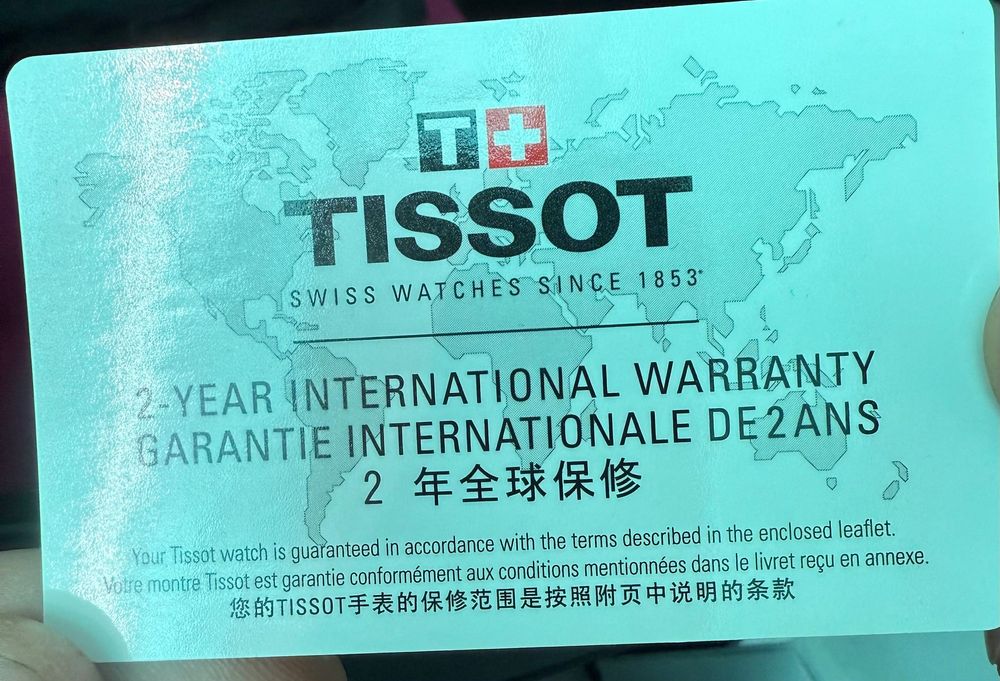 T+
TISSOT
SWISS WATCHES SINCE 1853
2-YEAR INTERNATIONAL WARRANTY
GARANTIE INTERNATIONALE DE 2 ANS
2 年全球保修
Your Tissot watch is guaranteed in accordance with the terms described in the enclosed leaflet.
Votre montre Tissot est garantie conformément aux conditions mentionnées dans le livret reçu en annexe.
您的TISSOT手表的保修范围是按照附页中说明的条款